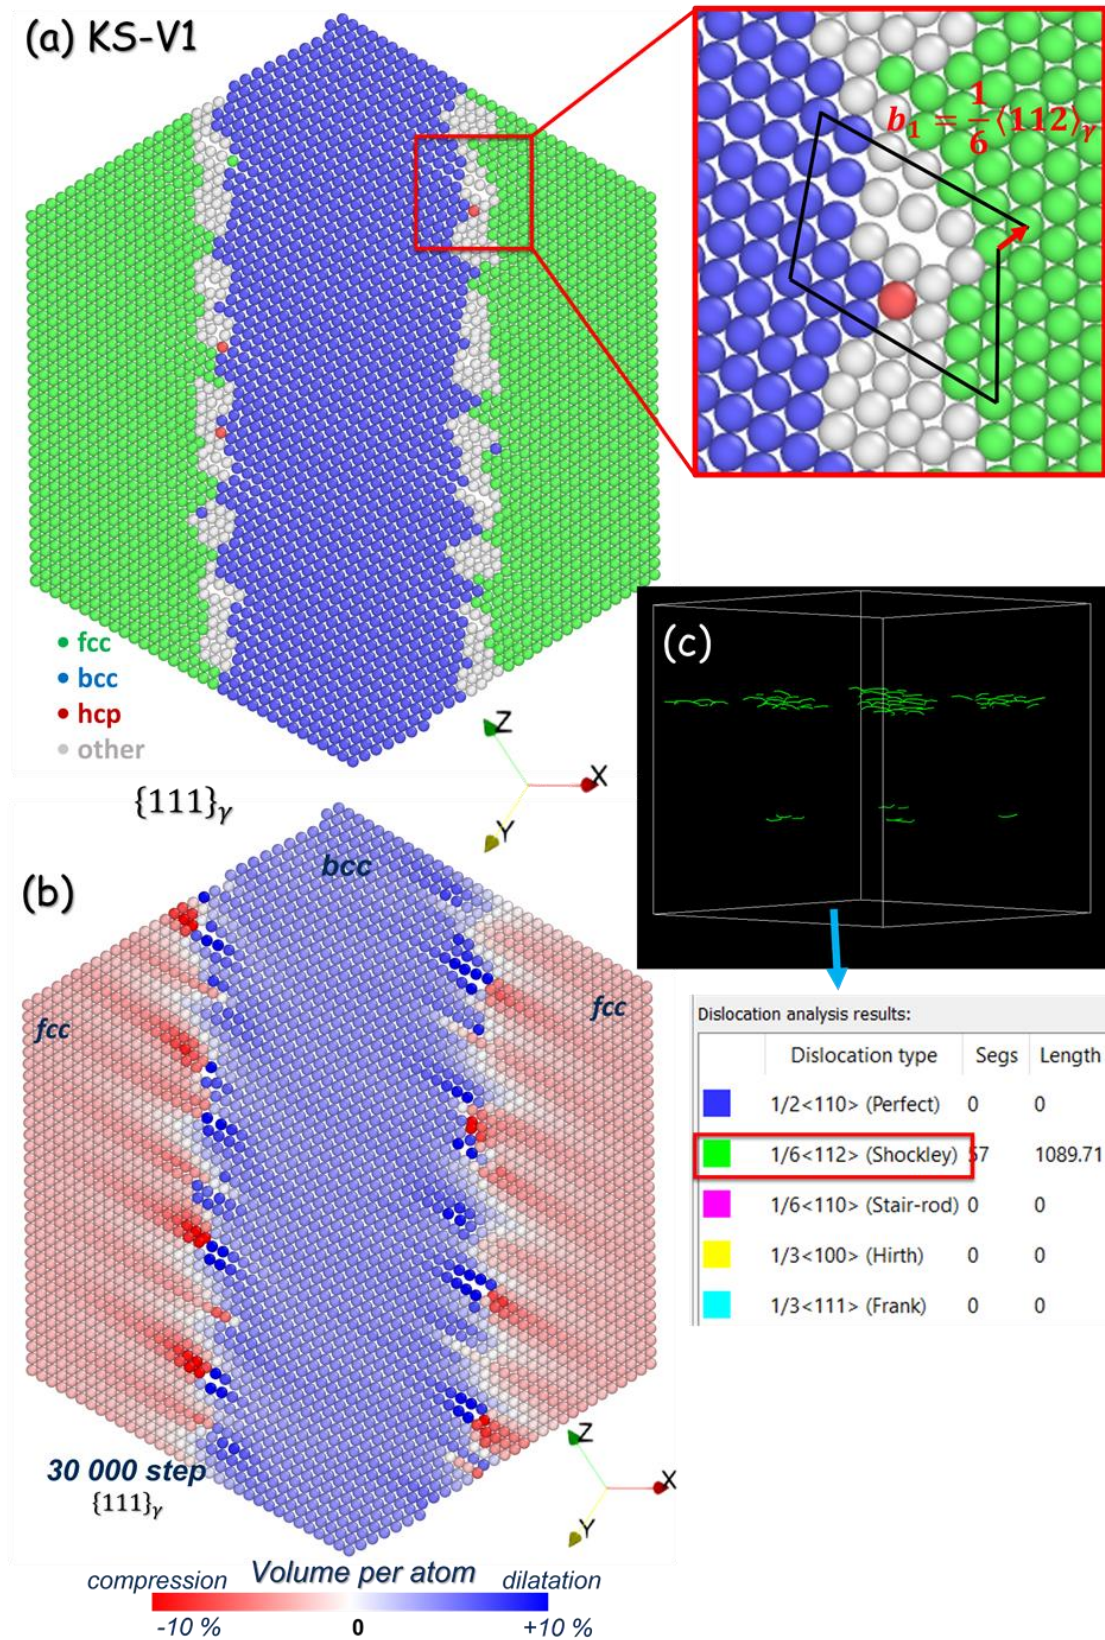 (a) KS-V1
b₁ = 1/6 ⟨112⟩γ
• fcc
• bcc
• hcp
• other
Z
X
Y
{111}γ
(b)
bcc
fcc
fcc
30 000 step
{111}γ
Z
X
Y
compression Volume per atom dilatation
-10 % 0 +10 %
(c)
Dislocation analysis results:
Dislocation type Segs Length
1/2<110> (Perfect) 0 0
1/6<112> (Shockley) 57 1089.71
1/6<110> (Stair-rod) 0 0
1/3<100> (Hirth) 0 0
1/3<111> (Frank) 0 0